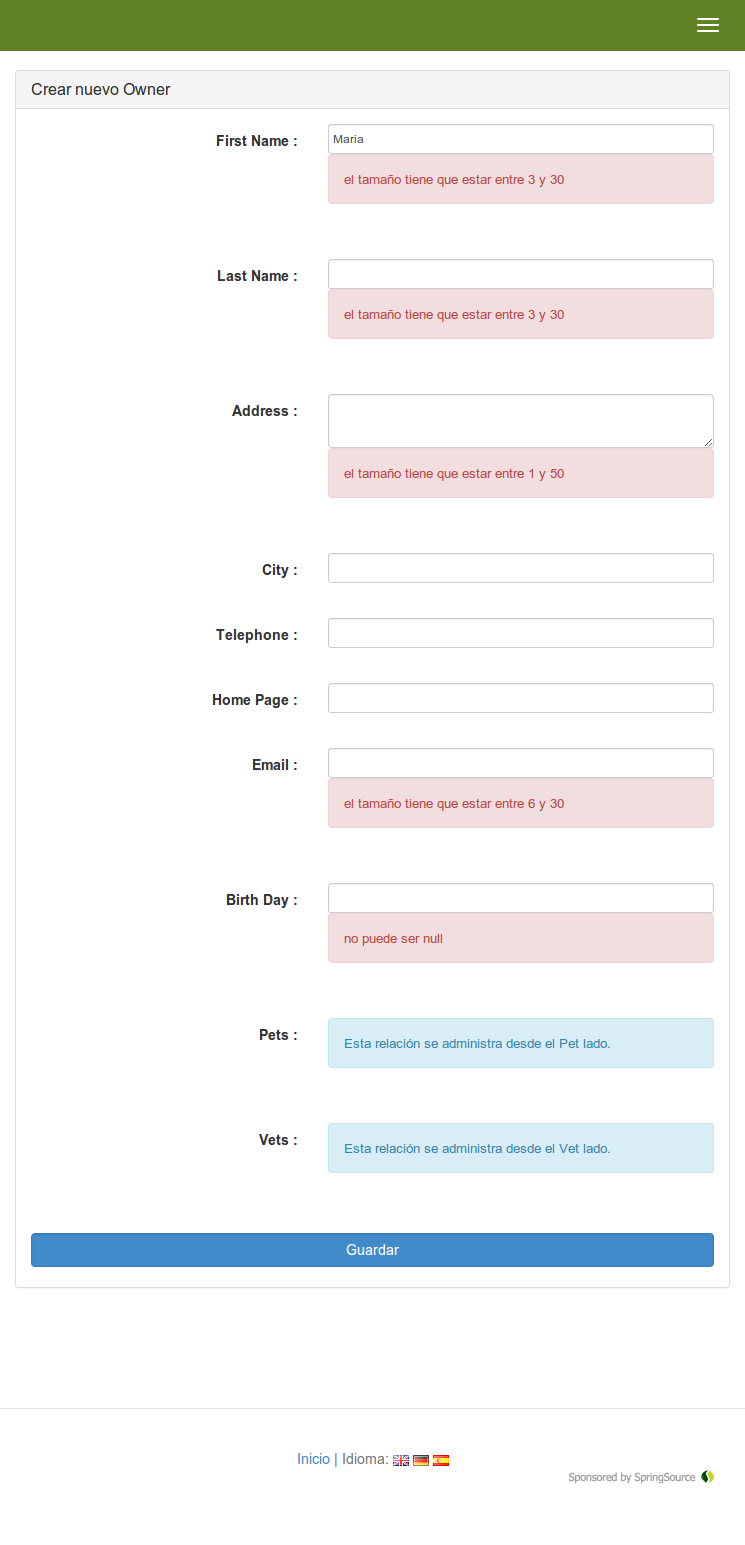 Crear nuevo Owner
First Name :
Maria
el tamaño tiene que estar entre 3 y 30
Last Name :
el tamaño tiene que estar entre 3 y 30
Address :
el tamaño tiene que estar entre 1 y 50
City :
Telephone :
Home Page :
Email :
el tamaño tiene que estar entre 6 y 30
Birth Day :
no puede ser null
Pets :
Esta relación se administra desde el Pet lado.
Vets :
Esta relación se administra desde el Vet lado.
Guardar
Inicio | Idioma:
Sponsored by SpringSource